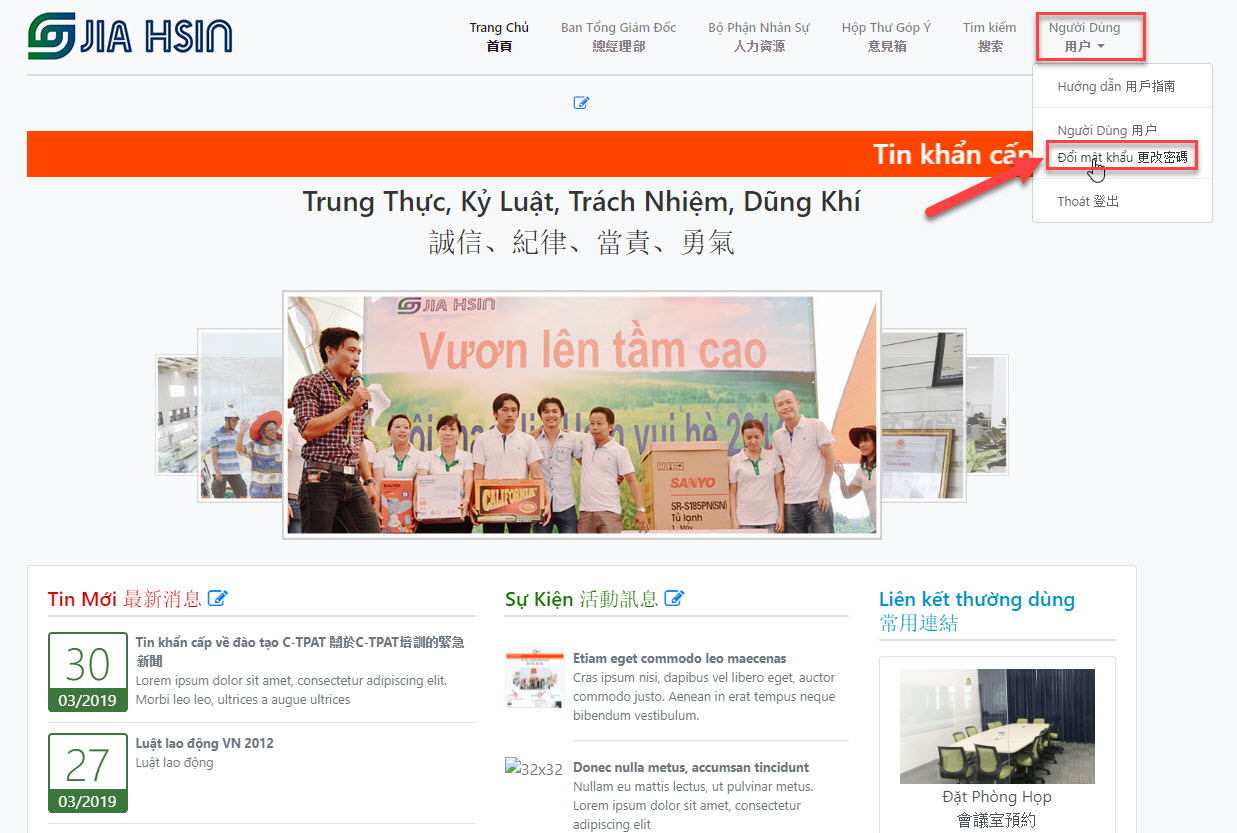 JIA HSIN
Trang Chủ
首頁
Ban Tổng Giám Đốc
總經理部
Bộ Phận Nhân Sự
人力資源
Hộp Thư Góp Ý
意見箱
Tìm kiếm
搜索
Người Dùng
用户
Hướng dẫn 用戶指南
Người Dùng 用户
Đổi mật khẩu 更改密碼
Thoát 登出
Tin khẩn cấp
Trung Thực, Kỷ Luật, Trách Nhiệm, Dũng Khí
誠信、紀律、當責、勇氣
JIA HSIN
Vươn lên tầm cao
CALIFORNIA
SANYO
SR-S185PN(SN)
Tủ lạnh
Tin Mới 最新消息
30
03/2019
Tin khẩn cấp về đào tạo C-TPAT 關於C-TPAT培訓的緊急
新聞
Lorem ipsum dolor sit amet, consectetur adipiscing elit.
Morbi leo leo, ultrices a augue ultrices
27
03/2019
Luật lao động VN 2012
Luật lao động
Sự Kiện 活動訊息
Etiam eget commodo leo maecenas
Cras ipsum nisi, dapibus vel libero eget, auctor
commodo justo. Aenean in erat tempus neque
bibendum vestibulum.
32x32
Donec nulla metus, accumsan tincidunt
Nullam eu mattis lectus, ut pulvinar metus.
Lorem ipsum dolor sit amet, consectetur
adipiscing elit
Liên kết thường dùng
常用連結
Đặt Phòng Họp
會議室預約